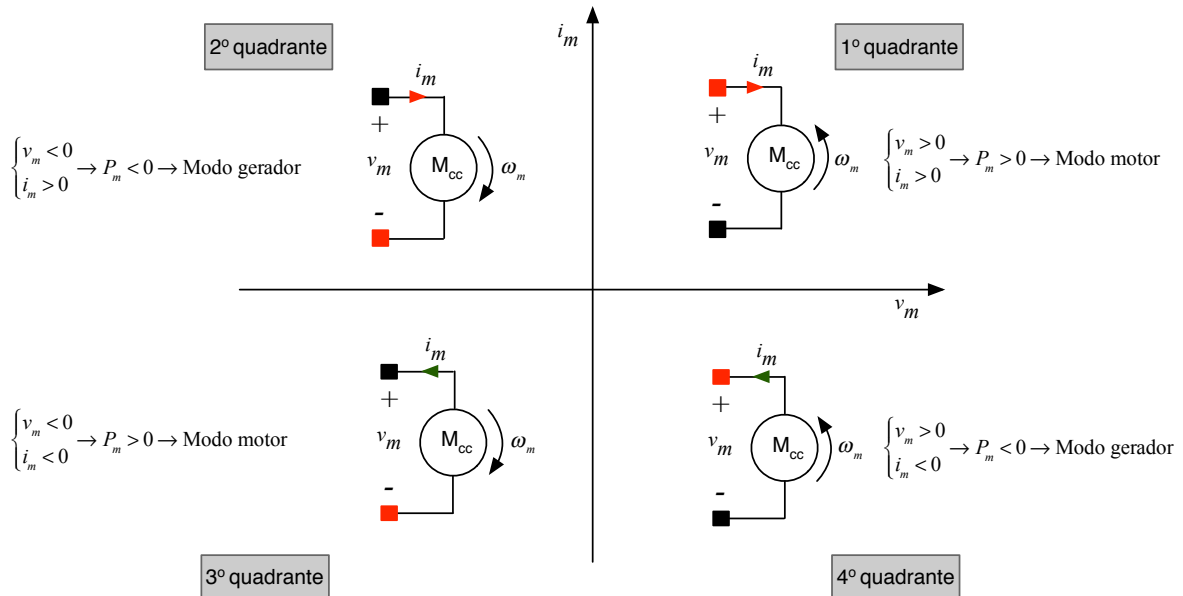 2º quadrante
i_m
1º quadrante
i_m
+
v_m
-
M_cc
ω_m
{v_m < 0
i_m > 0 → P_m < 0 → Modo gerador
i_m
+
v_m
-
M_cc
ω_m
{v_m > 0
i_m > 0 → P_m > 0 → Modo motor
v_m
i_m
+
v_m
-
M_cc
ω_m
{v_m < 0
i_m < 0 → P_m > 0 → Modo motor
i_m
+
v_m
-
M_cc
ω_m
{v_m > 0
i_m < 0 → P_m < 0 → Modo gerador
3º quadrante
4º quadrante